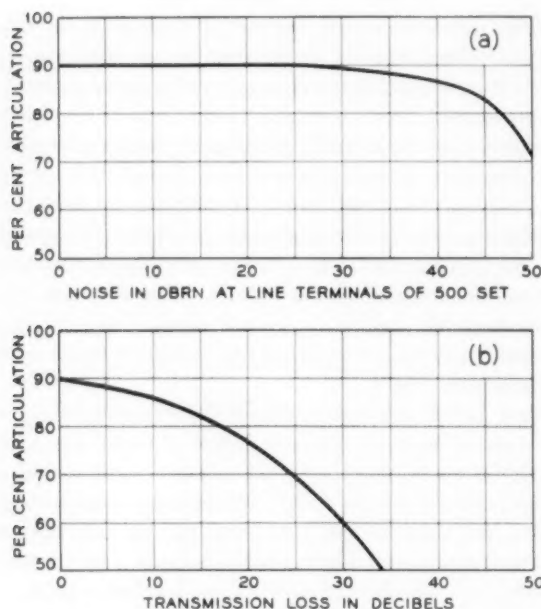 (a)
PER CENT ARTICULATION
100
90
80
70
60
50
0 10 20 30 40 50
NOISE IN DBRN AT LINE TERMINALS OF 500 SET
(b)
PER CENT ARTICULATION
100
90
80
70
60
50
0 10 20 30 40 50
TRANSMISSION LOSS IN DECIBELS